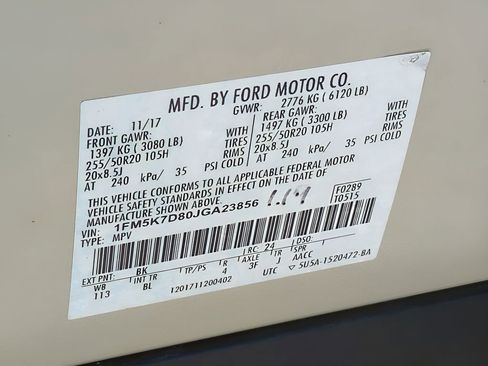 MFD. BY FORD MOTOR CO.
DATE: 11/17 GVWR: 2776 KG ( 6120 LB)
FRONT GAWR: WITH REAR GAWR: WITH
1397 KG ( 3080 LB) TIRES 1497 KG ( 3300 LB) TIRES
255/50R20 105H RIMS 255/50R20 105H RIMS
20x8.5J 20x8.5J
AT 240 kPa/ 35 PSI COLD AT 240 kPa/ 35 PSI COLD
THIS VEHICLE CONFORMS TO ALL APPLICABLE FEDERAL MOTOR
VEHICLE SAFETY STANDARDS IN EFFECT ON THE DATE OF
MANUFACTURE SHOWN ABOVE.
VIN: 1FM5K7D80JGA23856 F0289
TYPE: MPV T0515
EXT PNT: BK RC: 24 DSO:
WB INT TR TP/PS R AXLE TR SPR
113 BL 4 3F J AACC
1201711200402 UTC ▽ 5U5A-1520472-BA